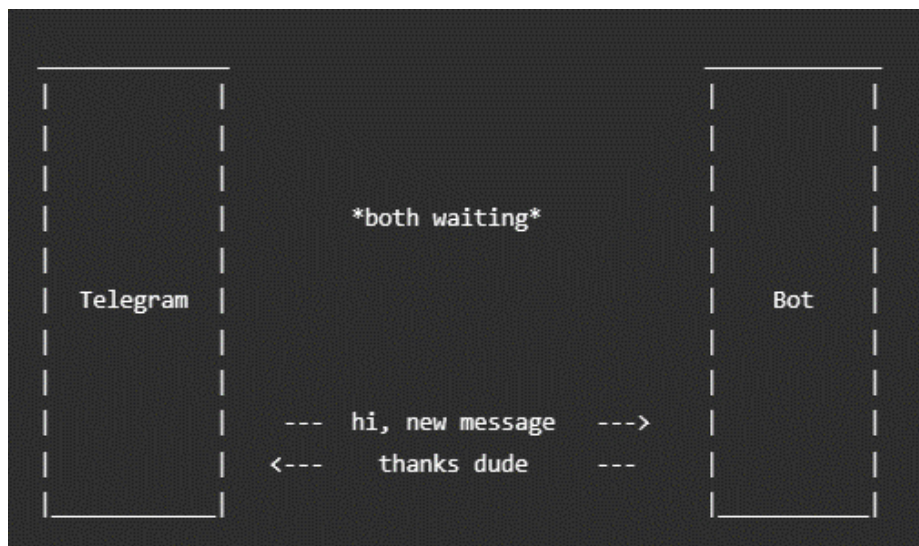 *both waiting*
Telegram Bot
--- hi, new message --->
<--- thanks dude ---